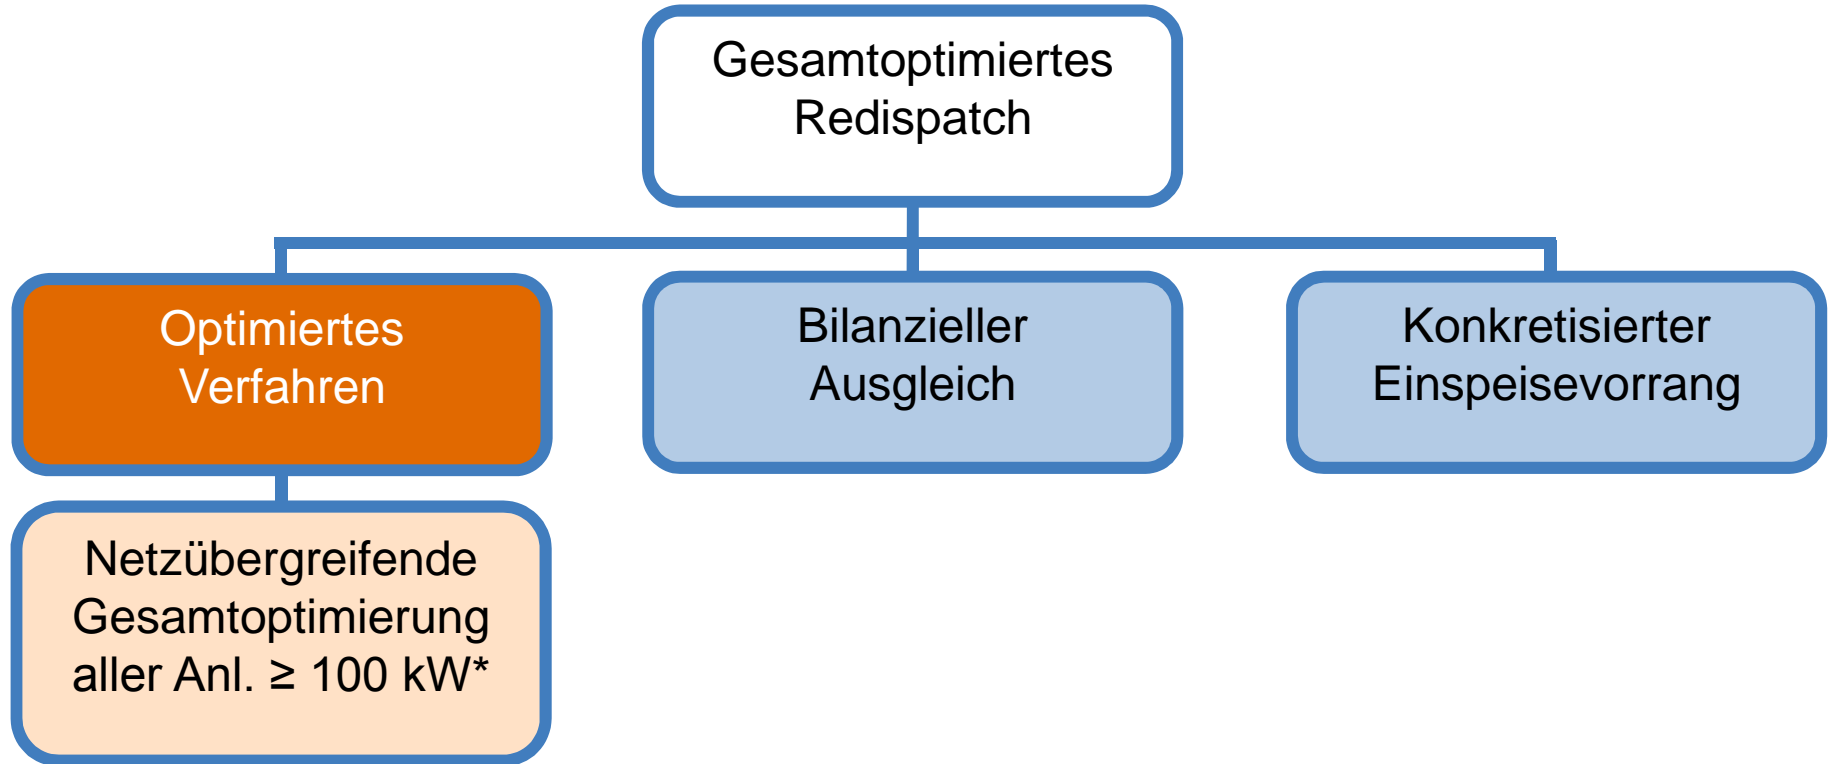 Gesamtoptimiertes
Redispatch
Optimiertes
Verfahren
Bilanzieller
Ausgleich
Konkretisierter
Einspeisevorrang
Netzübergreifende
Gesamtoptimierung
aller Anl. ≥ 100 kW*